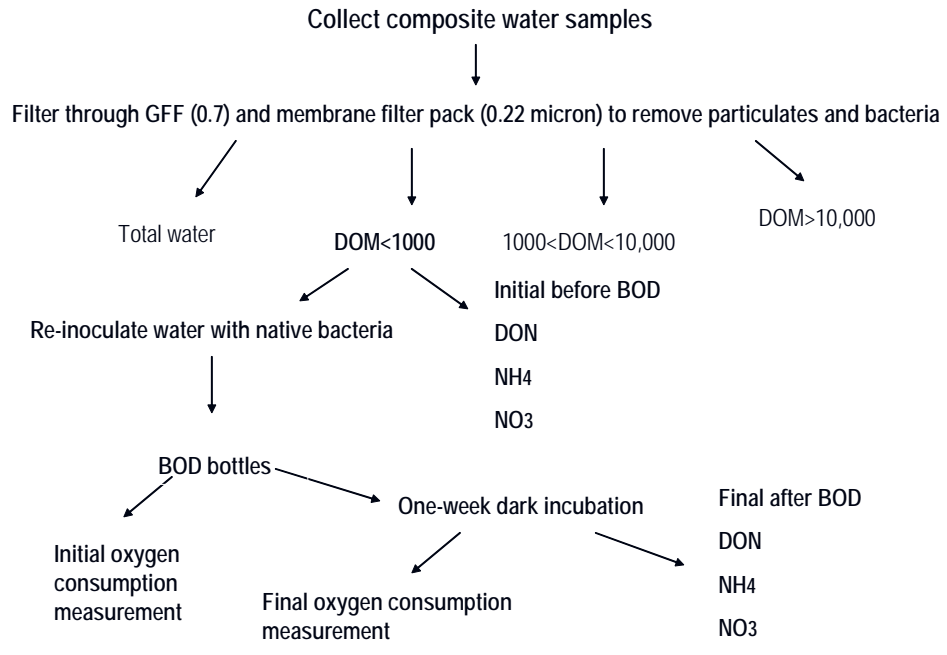 Collect composite water samples
Filter through GFF (0.7) and membrane filter pack (0.22 micron) to remove particulates and bacteria
Total water
DOM<1000
1000<DOM<10,000
DOM>10,000
Initial before BOD
DON
NH4
NO3
Re-inoculate water with native bacteria
BOD bottles
Initial oxygen
consumption
measurement
One-week dark incubation
Final oxygen consumption
measurement
Final after BOD
DON
NH4
NO3